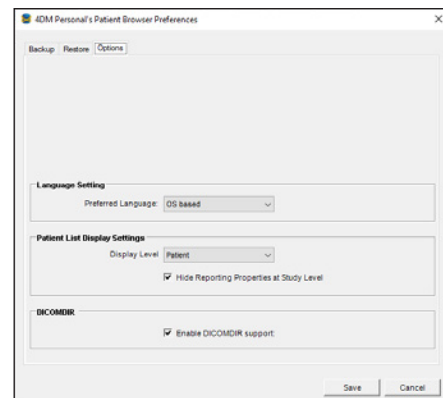 4DM Personal's Patient Browser Preferences
Backup Restore Options
Language Setting
Preferred Language: OS based
Patient List Display Settings
Display Level Patient
Hide Reporting Properties at Study Level
DICOMDIR
Enable DICOMDIR support
Save Cancel